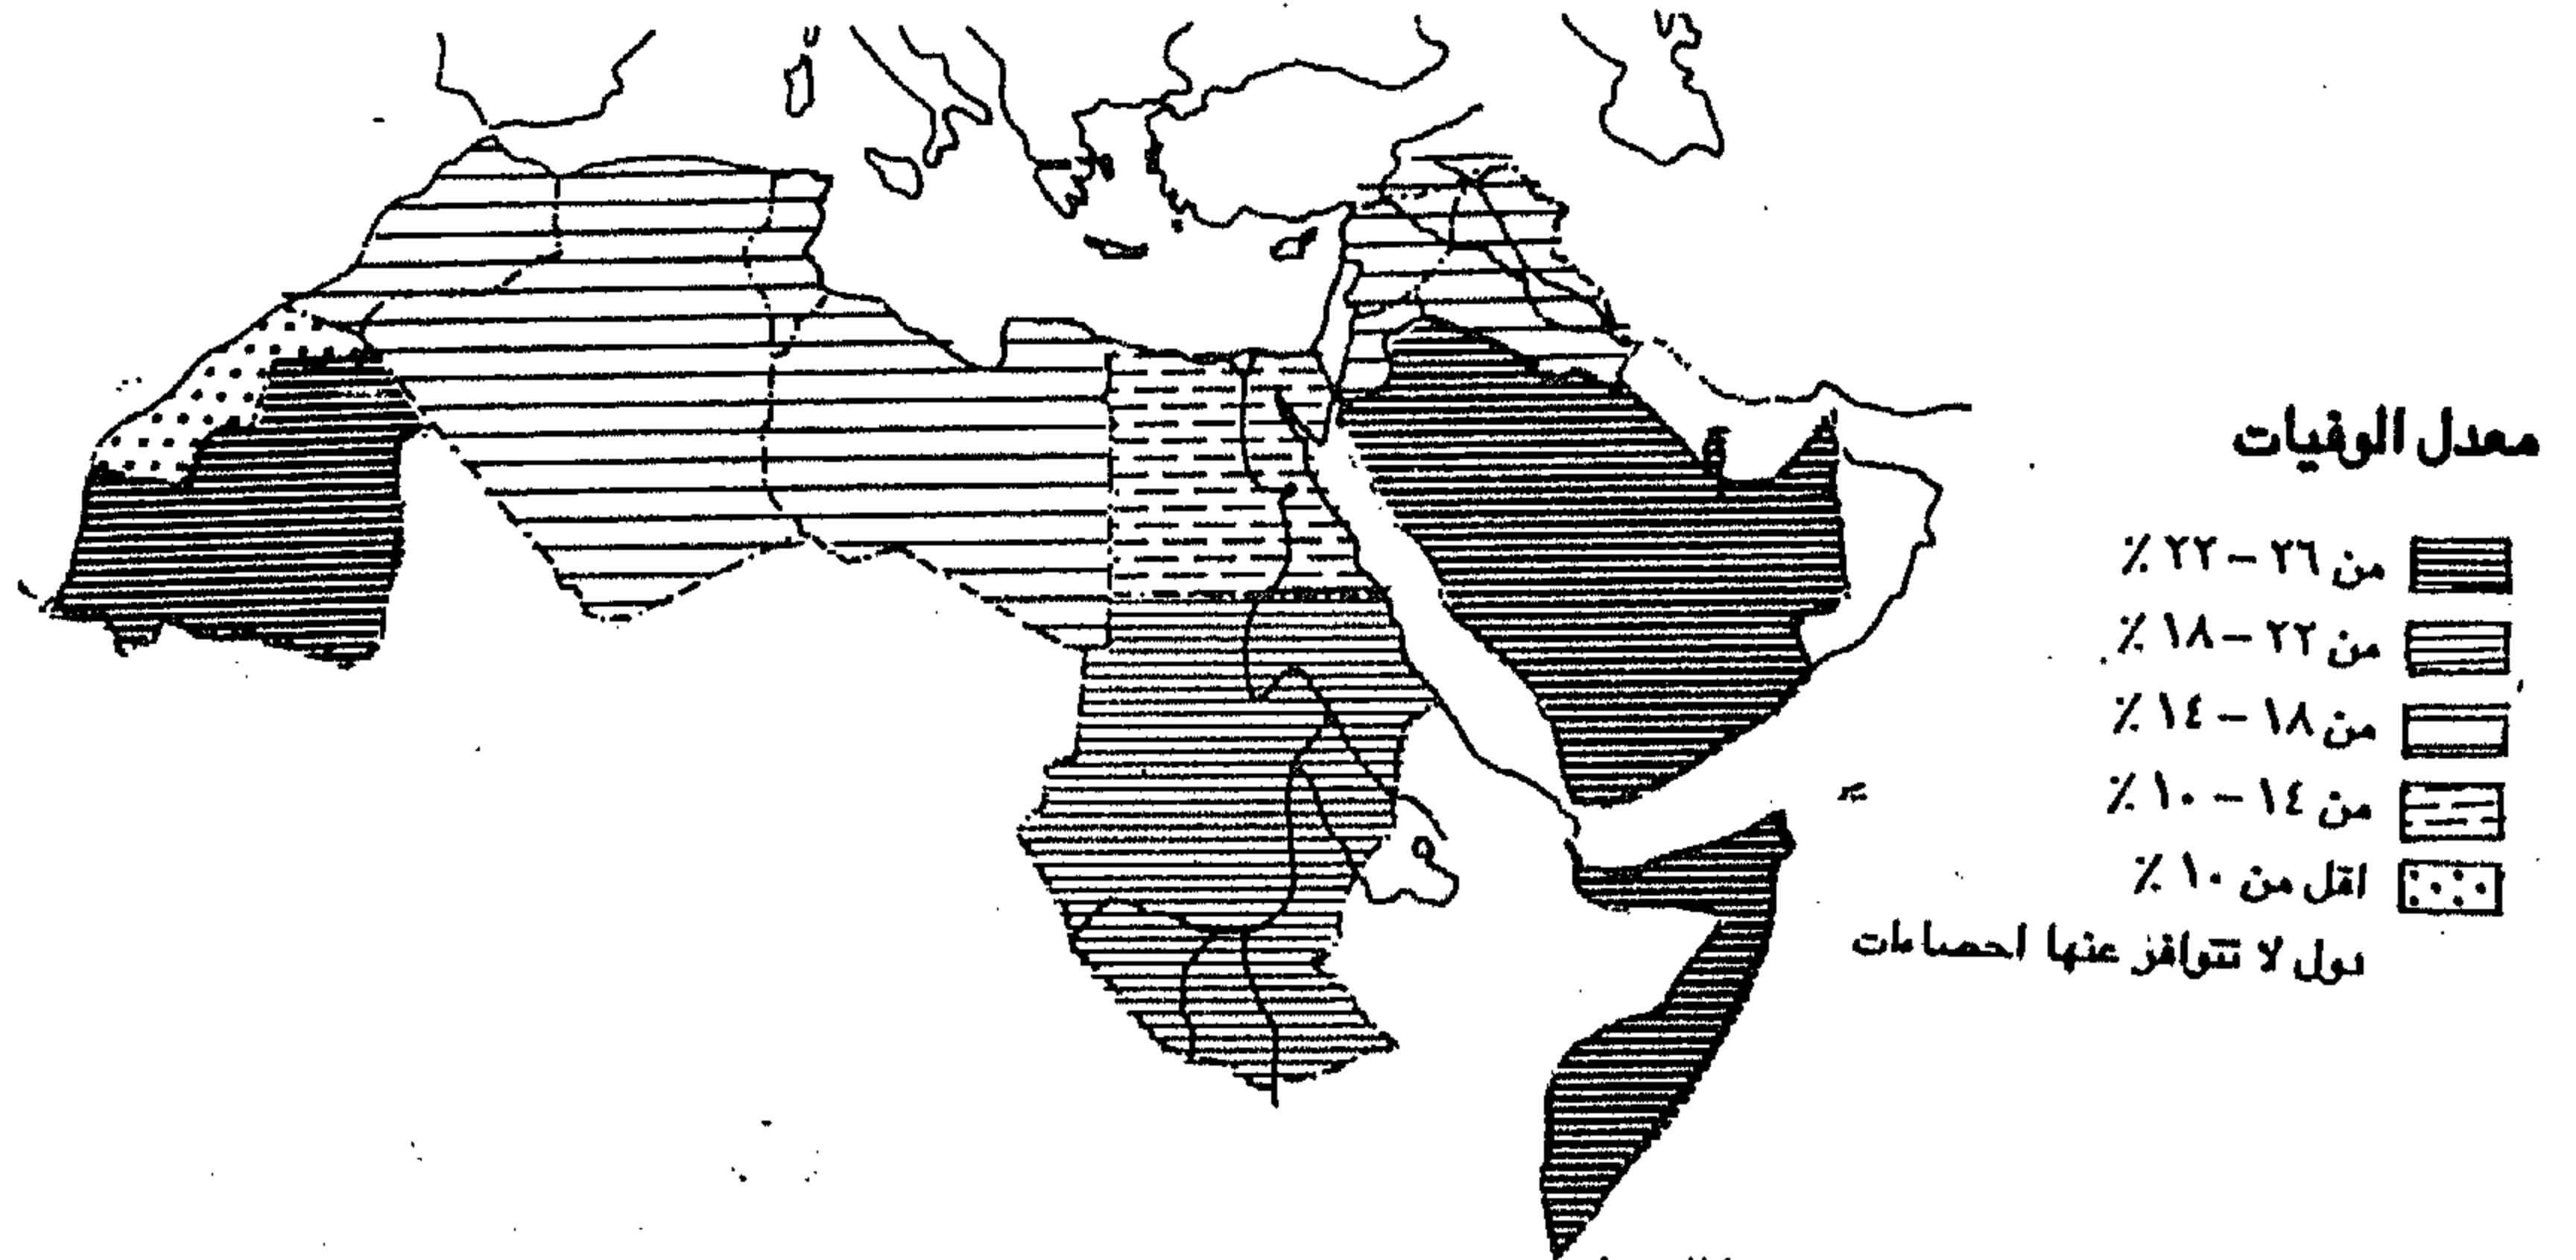 معدل الوفيات
من ٢٦ – ٢٢ ٪
من ٢٢ – ١٨ ٪
من ١٨ – ١٤ ٪
من ١٤ – ١٠ ٪
اقل من ١٠ ٪
دول لا تتوافر عنها احصاءات